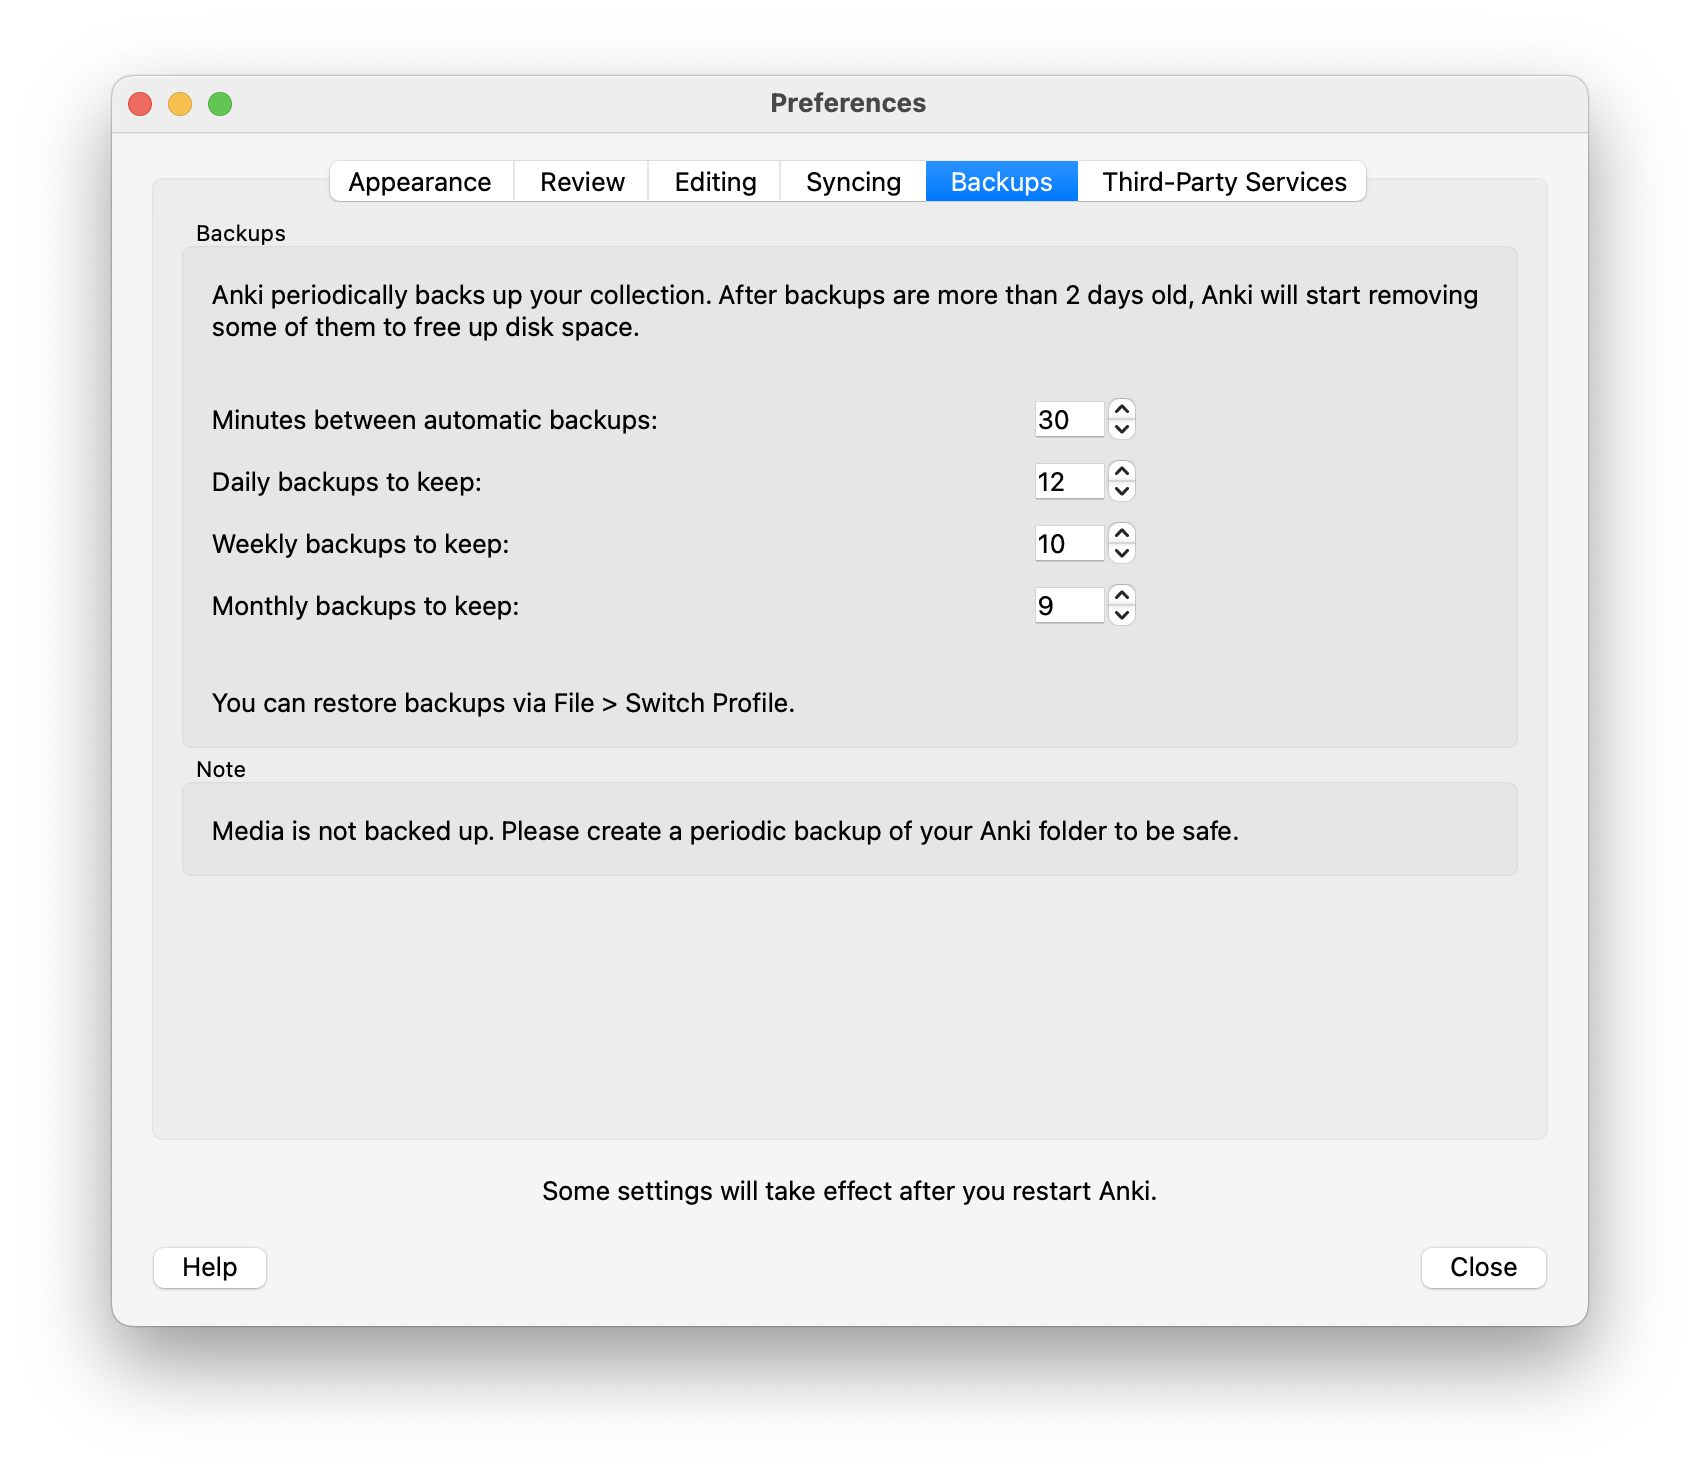 Preferences
Appearance
Review
Editing
Syncing
Backups
Third-Party Services
Backups
Anki periodically backs up your collection. After backups are more than 2 days old, Anki will start removing
some of them to free up disk space.
Minutes between automatic backups: 30
Daily backups to keep: 12
Weekly backups to keep: 10
Monthly backups to keep: 9
You can restore backups via File > Switch Profile.
Note
Media is not backed up. Please create a periodic backup of your Anki folder to be safe.
Some settings will take effect after you restart Anki.
Help
Close